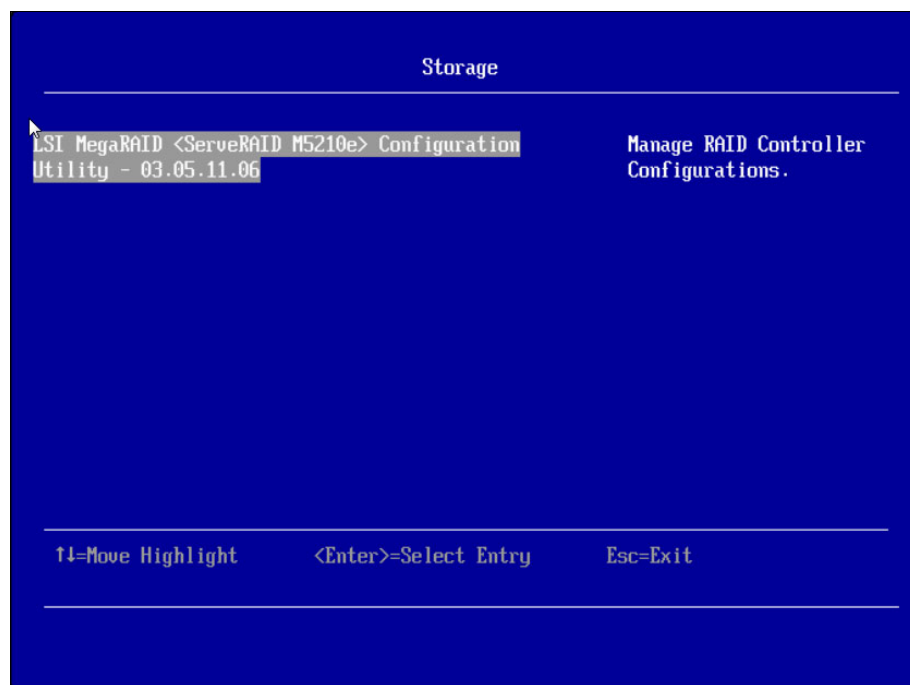 Storage
LSI MegaRAID <ServeRAID M5210e> Configuration
Utility - 03.05.11.06
Manage RAID Controller
Configurations.
↑↓=Move Highlight <Enter>=Select Entry Esc=Exit